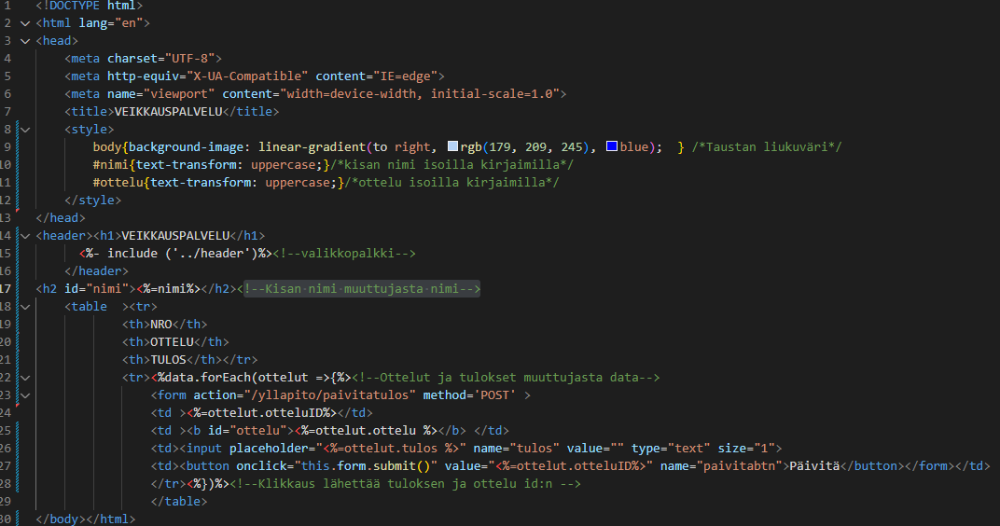 1 <!DOCTYPE html>
2 <html lang="en">
3 <head>
4 <meta charset="UTF-8">
5 <meta http-equiv="X-UA-Compatible" content="IE=edge">
6 <meta name="viewport" content="width=device-width, initial-scale=1.0">
7 <title>VEIKKAUSPALVELU</title>
8 <style>
9 body{background-image: linear-gradient(to right, rgb(179, 209, 245), blue);  } /*Taustan liukuväri*/
10 #nimi{text-transform: uppercase;}/*kisan nimi isoilla kirjaimilla*/
11 #ottelu{text-transform: uppercase;}/*ottelu isoilla kirjaimilla*/
12 </style>
13 </head>
14 <header><h1>VEIKKAUSPALVELU</h1>
15 <%- include ('../header')%><!--valikkopalkki-->
16 </header>
17 <h2 id="nimi"><%=nimi%></h2><!--Kisan nimi muuttujasta nimi-->
18 <table  ><tr>
19 <th>NRO</th>
20 <th>OTTELU</th>
21 <th>TULOS</th></tr>
22 <tr><%data.forEach(ottelut =>{%><!--Ottelut ja tulokset muuttujasta data-->
23 <form action="/yllapito/paivitatulos" method='POST' >
24 <td ><%=ottelut.otteluID%></td>
25 <td ><b id="ottelu"><%=ottelut.ottelu %></b> </td>
26 <td><input placeholder="<%=ottelut.tulos %>" name="tulos" value="" type="text" size="1">
27 <td><button onclick="this.form.submit()" value="<%=ottelut.otteluID%>" name="paivitabtn">Päivitä</button></form></td>
28 </tr><%})%><!--Klikkaus lähettää tuloksen ja ottelu id:n -->
29 </table>
30 </body></html>